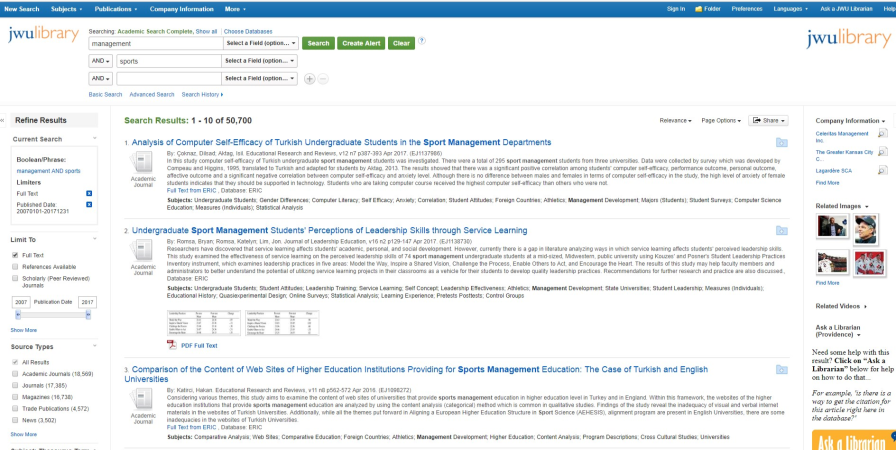 New Search Subjects Publications Company Information More Sign In Folder Preferences Languages Ask a JWU Librarian Help
jwulibrary
Searching: Academic Search Complete, Show all | Choose Databases
management Select a Field (option... Search Create Alert Clear ?
AND sports Select a Field (option...
AND Select a Field (option...
Basic Search Advanced Search Search History
jwulibrary
Refine Results
Current Search
Boolean/Phrase:
management AND sports
Limiters
Full Text
Published Date:
20070101-20171231
Limit To
Full Text
References Available
Scholarly (Peer Reviewed)
Journals
2007 Publication Date 2017
Show More
Source Types
All Results
Academic Journals (18,569)
Journals (17,385)
Magazines (16,738)
Trade Publications (4,572)
News (3,502)
Show More
Search Results: 1 - 10 of 50,700
Relevance Page Options Share
1. Analysis of Computer Self-Efficacy of Turkish Undergraduate Students in the Sport Management Departments
Academic
Journal
By: Çoknaz, Dilsad; Aktag, Isil. Educational Research and Reviews, v12 n7 p387-393 Apr 2017. (EJ1137986)
In this study computer self-efficacy of Turkish undergraduate sport management students was investigated. There were a total of 295 sport management students from three universities. Data were collected by survey which was developed by
Compeau and Higgins, 1995, translated to Turkish and adapted for students by Aktag, 2013. The results showed that there was a significant positive correlation among students' computer self-efficacy, performance outcome, personal outcome,
affective outcome and a significant negative correlation between computer self-efficacy and anxiety level. Although there is no difference between males and females in terms of computer self-efficacy in the study, the high level of anxiety of female
students indicates that they should be supported in technology. Students who are taking computer course received the highest computer self-efficacy than others who were not.
Full Text from ERIC , Database: ERIC
Subjects: Undergraduate Students; Gender Differences; Computer Literacy; Self Efficacy; Anxiety; Correlation; Student Attitudes; Foreign Countries; Athletics; Management Development; Majors (Students); Student Surveys; Computer Science
Education; Measures (Individuals); Statistical Analysis
2. Undergraduate Sport Management Students' Perceptions of Leadership Skills through Service Learning
Academic
Journal
By: Romsa, Bryan; Romsa, Katelyn; Lim, Jon. Journal of Leadership Education, v16 n2 p129-147 Apr 2017. (EJ1138730)
Researchers have discovered that service learning affects students' academic, personal, and social development. However, currently there is a gap in literature analyzing ways in which service learning affects students' perceived leadership skills.
This study examined the effectiveness of service learning on the perceived leadership skills of 74 sport management undergraduate students at a mid-sized, Midwestern, public university using Kouzes' and Posner's Student Leadership Practices
Inventory instrument, which examines leadership practices in five areas: Model the Way, Inspire a Shared Vision, Challenge the Process, Enable Others to Act, and Encourage the Heart. The results of this study may help faculty members and
administrators to better understand the potential of utilizing service learning projects in their classrooms as a vehicle for their students to develop quality leadership practices. Recommendations for further research and practice are also discussed.,
Database: ERIC
Subjects: Undergraduate Students; Student Attitudes; Leadership Training; Service Learning; Self Concept; Leadership Effectiveness; Athletics; Management Development; State Universities; Student Leadership; Measures (Individuals);
Educational History; Quasiexperimental Design; Online Surveys; Statistical Analysis; Learning Experience; Pretests Posttests; Control Groups
PDF Full Text
3. Comparison of the Content of Web Sites of Higher Education Institutions Providing for Sports Management Education: The Case of Turkish and English
Universities
Academic
Journal
By: Katirci, Hakan. Educational Research and Reviews, v11 n8 p562-572 Apr 2016. (EJ1098272)
Considering various themes, this study aims to examine the content of web sites of universities that provide sports management education in higher education level in Turkey and in England. Within this framework, the websites of the higher
education institutions that provide sports management education are analyzed by using the content analysis (categorical) method which is common in qualitative studies. Findings of the study reveal the inadequacy of visual and verbal internet
materials in the websites of Turkish Universities. Additionally, while all the themes put forward in Aligning a European Higher Education Structure in Sport Science (AEHESIS), alignment program are present in English Universities, there are some
inadequacies in the websites of Turkish Universities.
Full Text from ERIC , Database: ERIC
Subjects: Comparative Analysis; Web Sites; Comparative Education; Foreign Countries; Athletics; Management Development; Higher Education; Content Analysis; Program Descriptions; Cross Cultural Studies; Universities
Company Information
Celeritas Management
Inc.
The Greater Kansas City
C...
Lagardère SCA
Find More
Related Images
Find More
Related Videos
Ask a Librarian
(Providence)
Need some help with this
result? Click on "Ask a
Librarian" below for help
on how to do that...
For example, 'is there a
way to get the citation for
this article right here in
the database?'
Ask a librarian